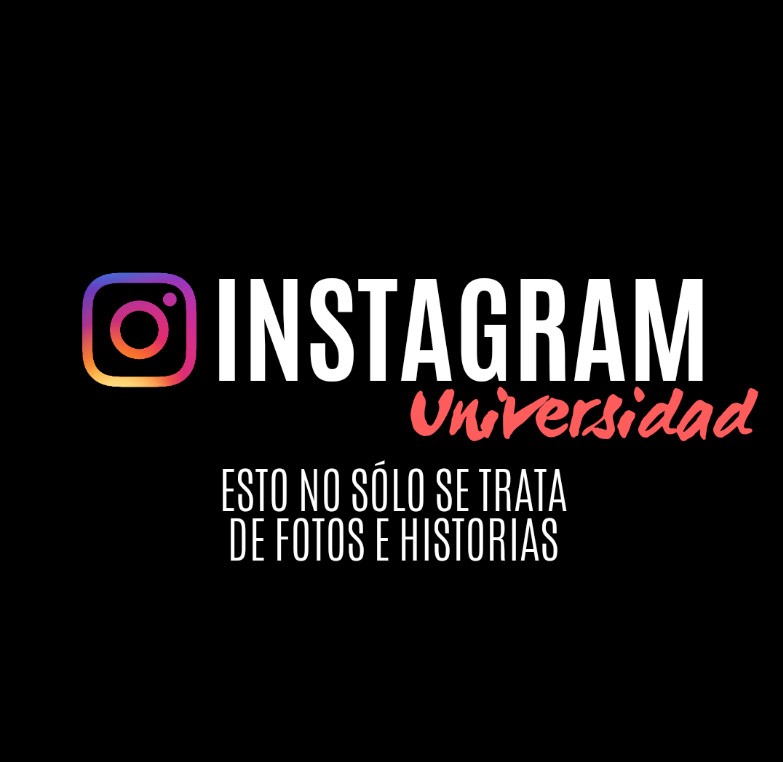 INSTAGRAM
Universidad
ESTO NO SÓLO SE TRATA
DE FOTOS E HISTORIAS